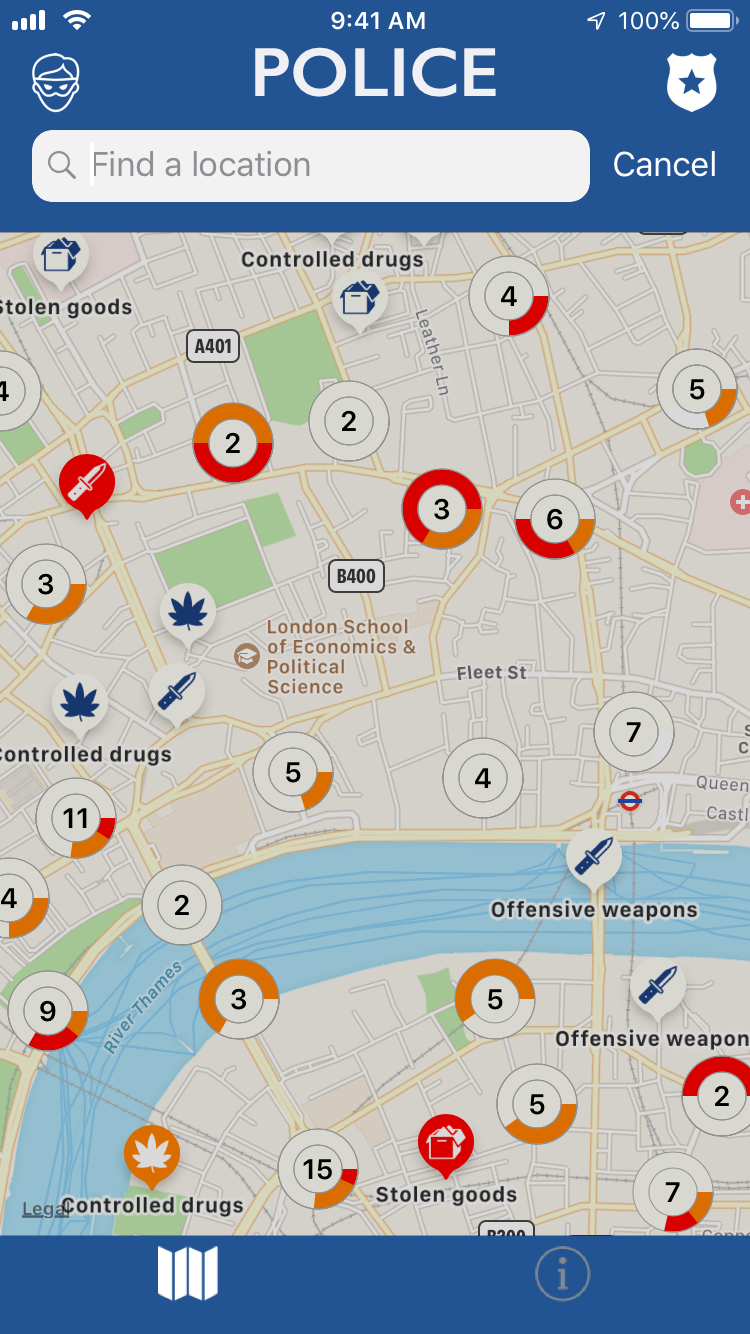 9:41 AM
100%
POLICE
Find a location
Cancel
Controlled drugs
Stolen goods
4
A401
Leather Ln
4
5
2
2
3
6
B400
3
London School
of Economics &
Political
Science
Fleet St
Controlled drugs
7
5
4
Queen
Castl
11
4
2
Offensive weapons
River Thames
9
3
5
Offensive weapon
5
2
15
Stolen goods
7
Legal
Controlled drugs